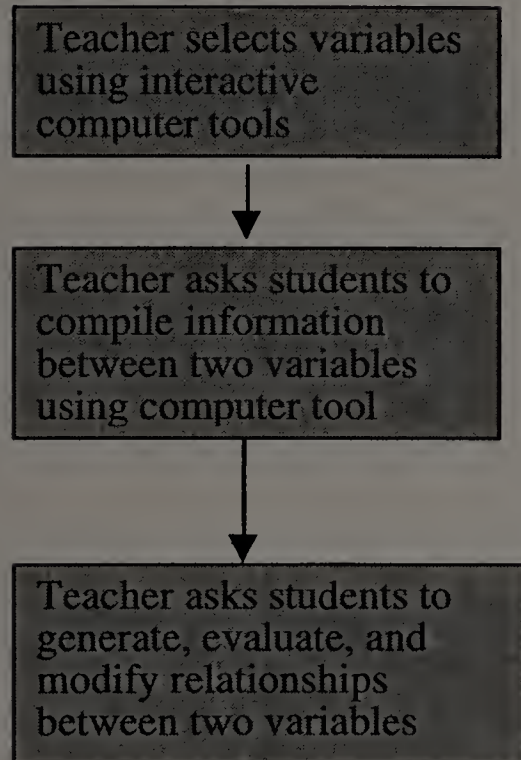 Teacher selects variables
using interactive
computer tools
Teacher asks students to
compile information
between two variables
using computer tool
Teacher asks students to
generate, evaluate, and
modify relationships
between two variables